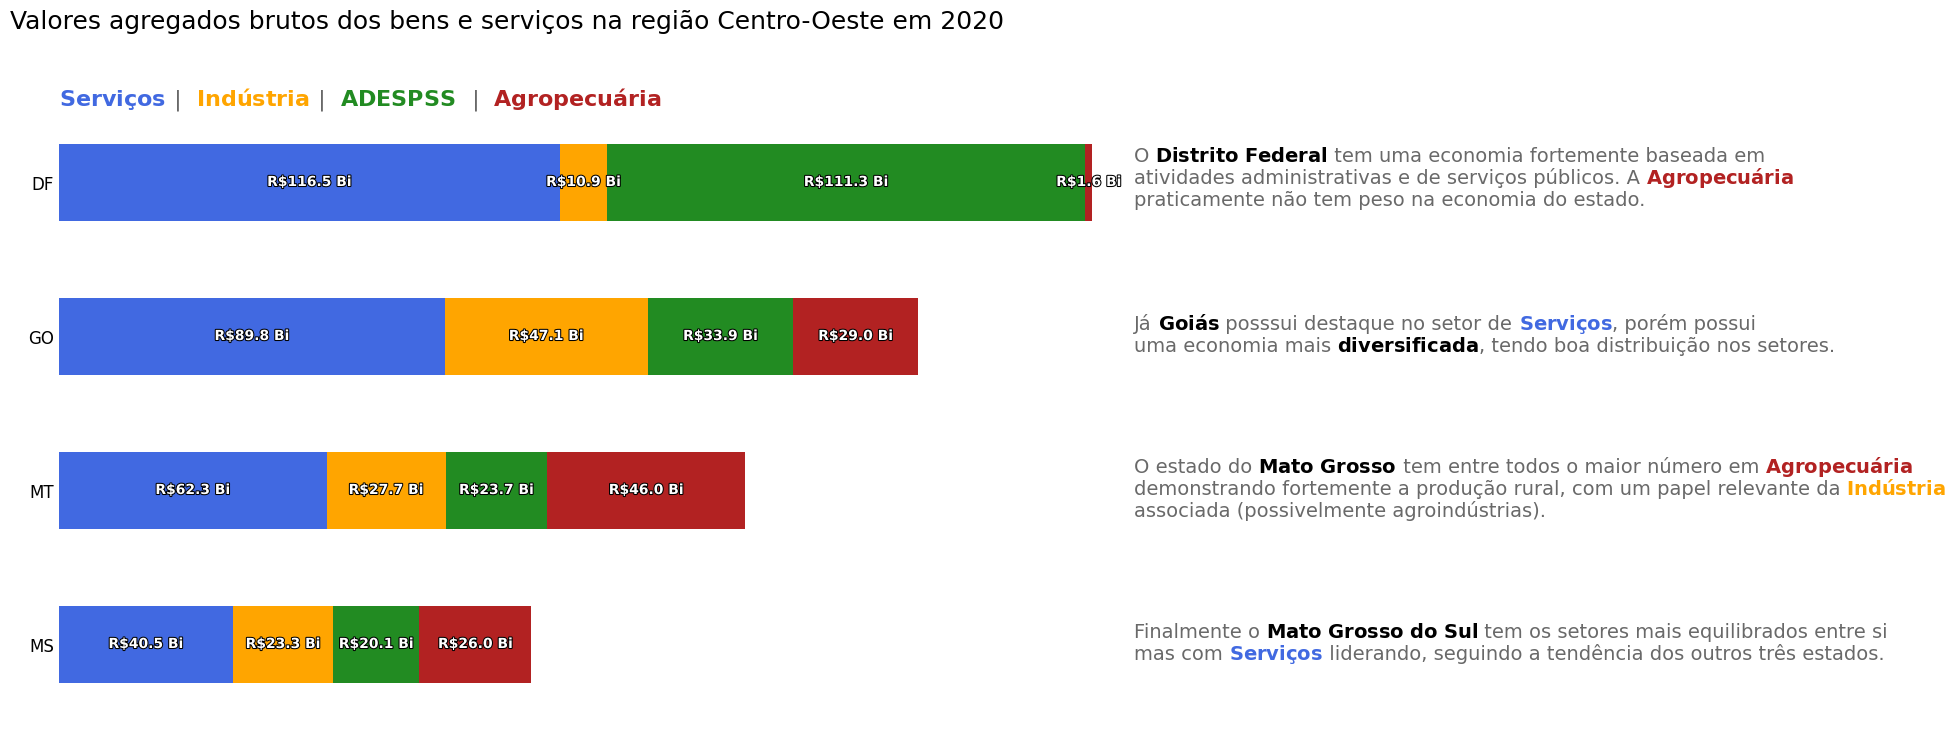 Valores agregados brutos dos bens e serviços na região Centro-Oeste em 2020
Serviços | Indústria | ADESPSS | Agropecuária
DF
R$116.5 Bi
R$10.9 Bi
R$111.3 Bi
R$1.6 Bi
O Distrito Federal tem uma economia fortemente baseada em
atividades administrativas e de serviços públicos. A Agropecuária
praticamente não tem peso na economia do estado.
GO
R$89.8 Bi
R$47.1 Bi
R$33.9 Bi
R$29.0 Bi
Já Goiás posssui destaque no setor de Serviços, porém possui
uma economia mais diversificada, tendo boa distribuição nos setores.
MT
R$62.3 Bi
R$27.7 Bi
R$23.7 Bi
R$46.0 Bi
O estado do Mato Grosso tem entre todos o maior número em Agropecuária
demonstrando fortemente a produção rural, com um papel relevante da Indústria
associada (possivelmente agroindústrias).
MS
R$40.5 Bi
R$23.3 Bi
R$20.1 Bi
R$26.0 Bi
Finalmente o Mato Grosso do Sul tem os setores mais equilibrados entre si
mas com Serviços liderando, seguindo a tendência dos outros três estados.